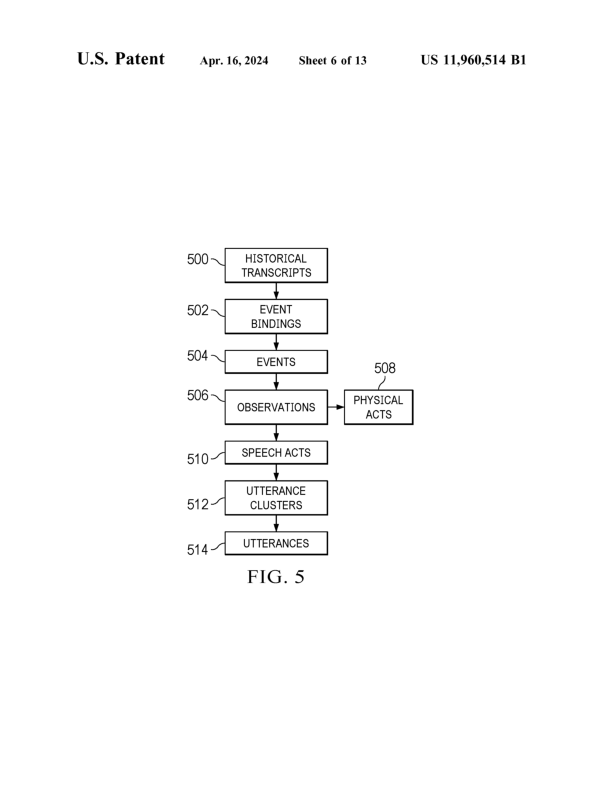 U.S. Patent Apr. 16, 2024 Sheet 6 of 13 US 11,960,514 B1
500
HISTORICAL
TRANSCRIPTS
502
EVENT
BINDINGS
504
EVENTS
508
506
OBSERVATIONS
PHYSICAL
ACTS
510
SPEECH ACTS
512
UTTERANCE
CLUSTERS
514
UTTERANCES
FIG. 5